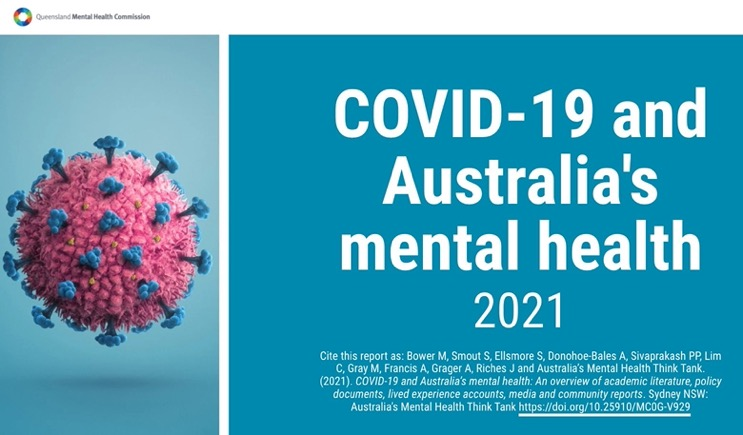 Queensland Mental Health Commission
COVID-19 and
Australia's
mental health
2021
Cite this report as: Bower M, Smout S, Ellsmore S, Donohoe-Bales A, Sivaprakash PP, Lim
C, Gray M, Francis A, Grager A, Riches J and Australia's Mental Health Think Tank.
(2021). COVID-19 and Australia's mental health: An overview of academic literature, policy
documents, lived experience accounts, media and community reports. Sydney NSW:
Australia's Mental Health Think Tank https://doi.org/10.25910/MC0G-V929